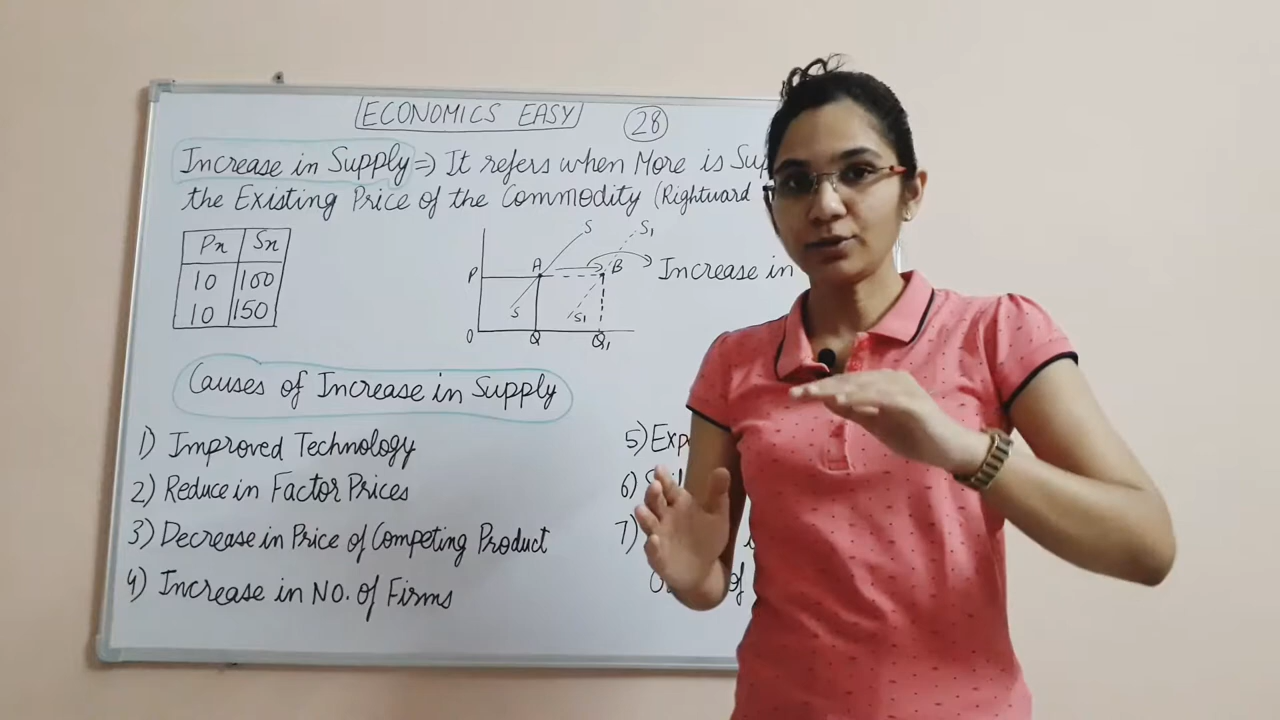 ECONOMICS EASY
28
Increase in Supply => It refers when More is
the Existing Price of the Commodity (Rightward
Px Sx
10 100
10 150
S S1
P A B Increase in
S S1
O Q Q1
Causes of Increase in Supply
1) Improved Technology
2) Reduce in Factor Prices
3) Decrease in Price of Competing Product
4) Increase in NO. of Firms
5)
6)
7)
of